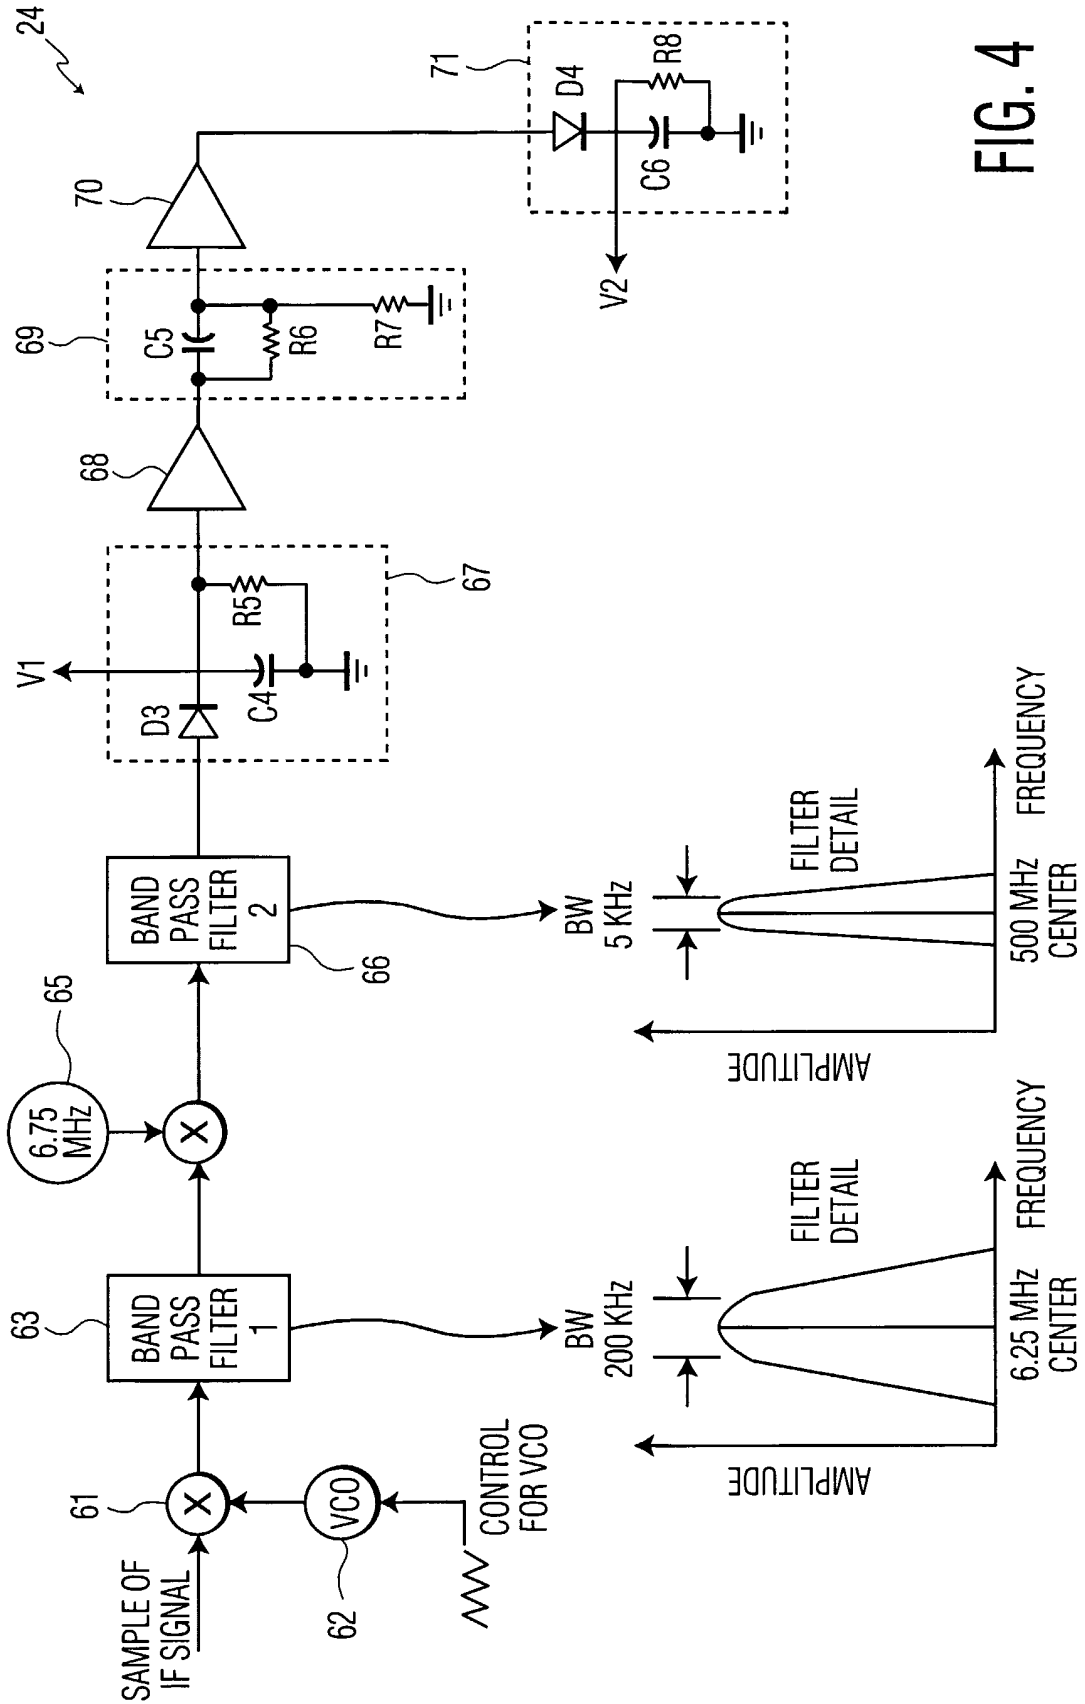 24
SAMPLE OF
IF SIGNAL
61
X
VCO
62
CONTROL
FOR VCO
63
BAND
PASS
FILTER
1
6.75
MHz
65
X
BAND
PASS
FILTER
2
66
V1
D3
C4
R5
67
68
69
C5
R6
R7
70
71
D4
R8
C6
V2
BW
200 KHz
FILTER
DETAIL
AMPLITUDE
6.25 MHz
CENTER
FREQUENCY
BW
5 KHz
FILTER
DETAIL
AMPLITUDE
500 MHz
CENTER
FREQUENCY
FIG. 4